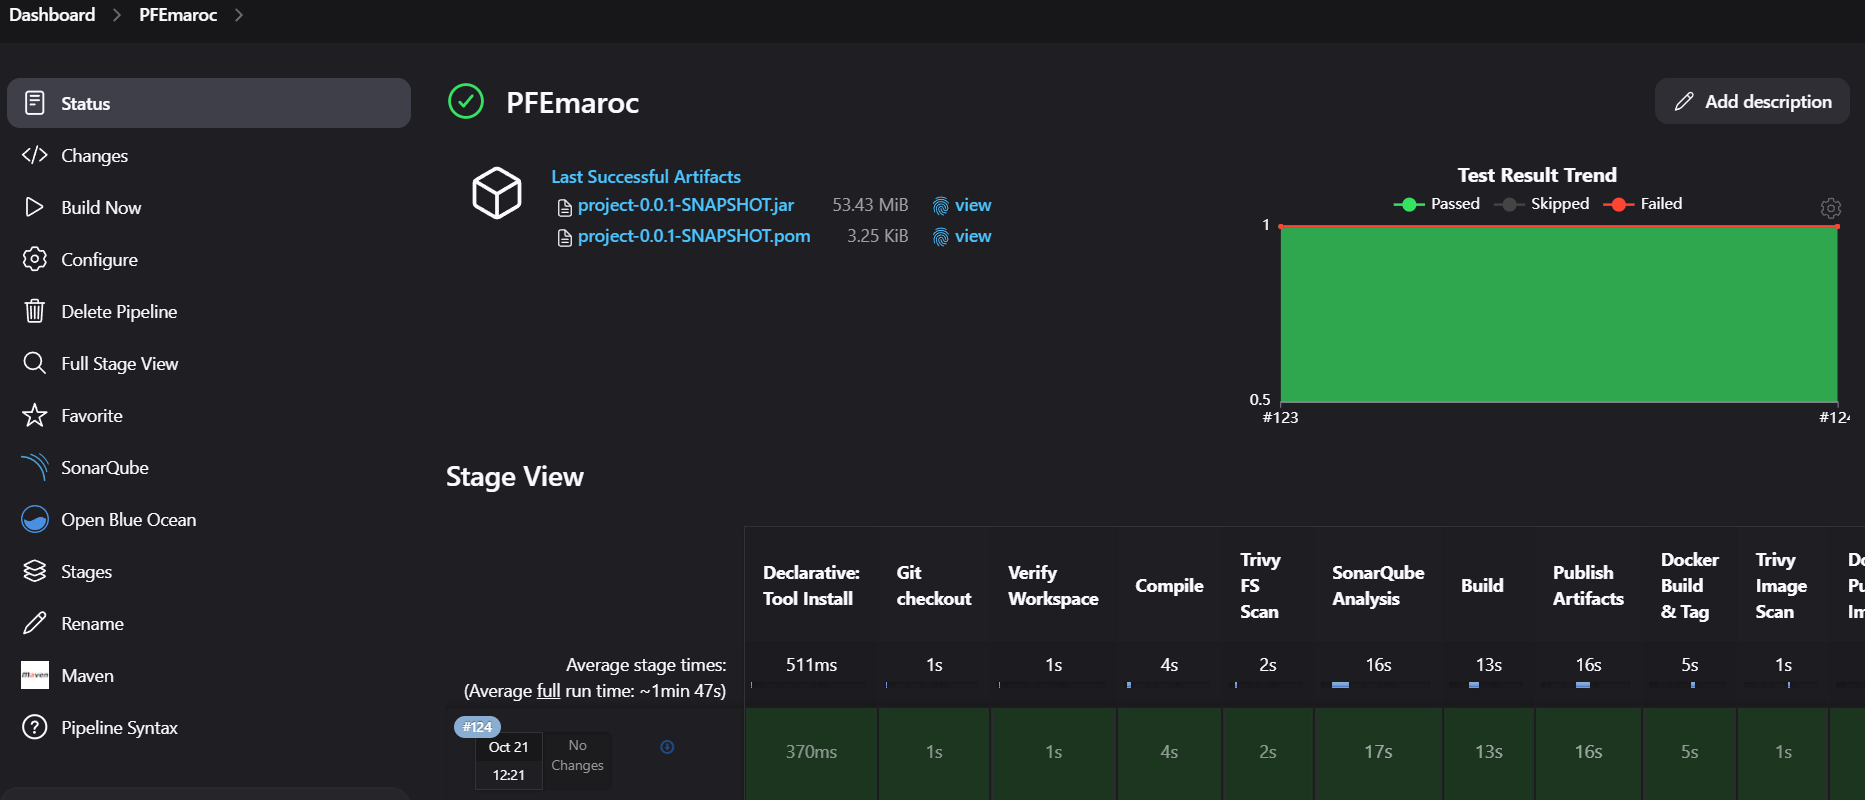 Dashboard
PFEmaroc
Status
Changes
Build Now
Configure
Delete Pipeline
Full Stage View
Favorite
SonarQube
Open Blue Ocean
Stages
Rename
Maven
Pipeline Syntax
PFEmaroc
Add description
Last Successful Artifacts
project-0.0.1-SNAPSHOT.jar 53.43 MiB view
project-0.0.1-SNAPSHOT.pom 3.25 KiB view
Test Result Trend
Passed Skipped Failed
1
0.5
#123
Stage View
Declarative:
Tool Install
Git
checkout
Verify
Workspace
Compile
Trivy
FS
Scan
SonarQube
Analysis
Build
Publish
Artifacts
Docker
Build
& Tag
Trivy
Image
Scan
Average stage times: 511ms 1s 1s 4s 2s 16s 13s 16s 5s 1s
(Average full run time: ~1min 47s)
#124
Oct 21
12:21
No
Changes
370ms 1s 1s 4s 2s 17s 13s 16s 5s 1s